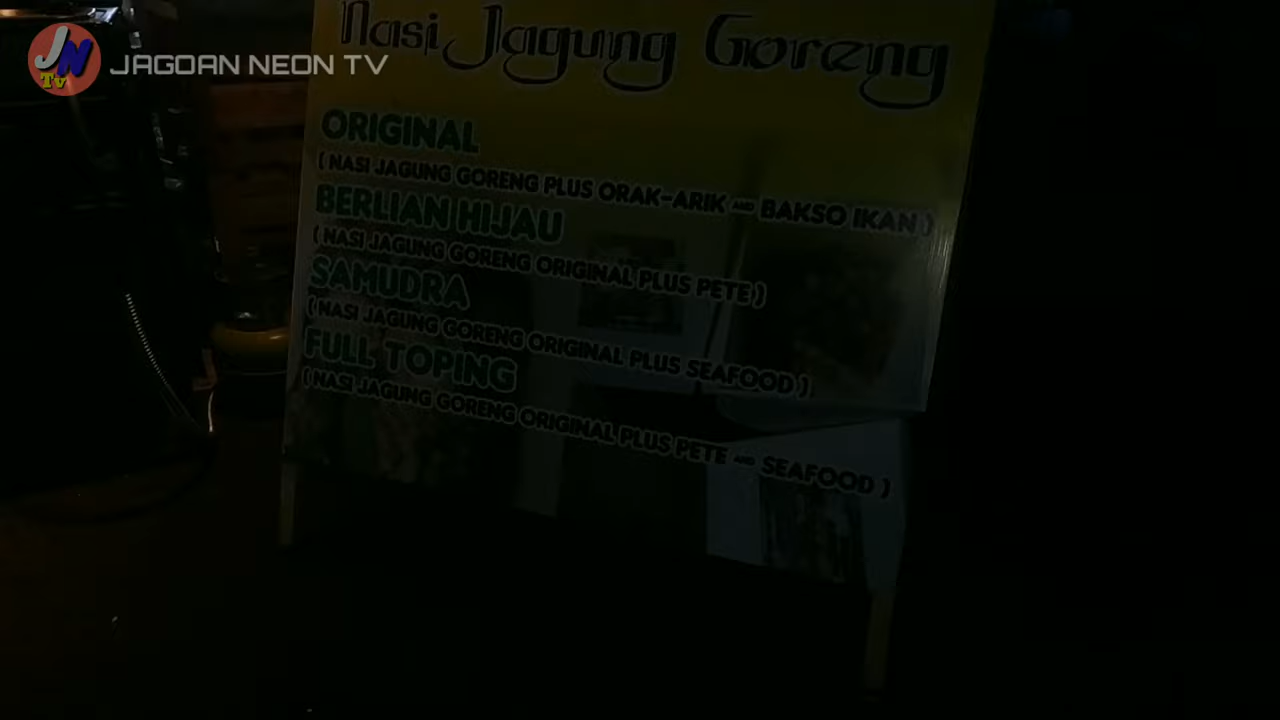 JN
Tv
JAGOAN NEON TV
Nasi Jagung Goreng
ORIGINAL
( NASI JAGUNG GORENG PLUS ORAK-ARIK AND BAKSO IKAN )
BERLIAN HIJAU
( NASI JAGUNG GORENG ORIGINAL PLUS PETE )
SAMUDRA
( NASI JAGUNG GORENG ORIGINAL PLUS SEAFOOD )
FULL TOPING
( NASI JAGUNG GORENG ORIGINAL PLUS PETE AND SEAFOOD )